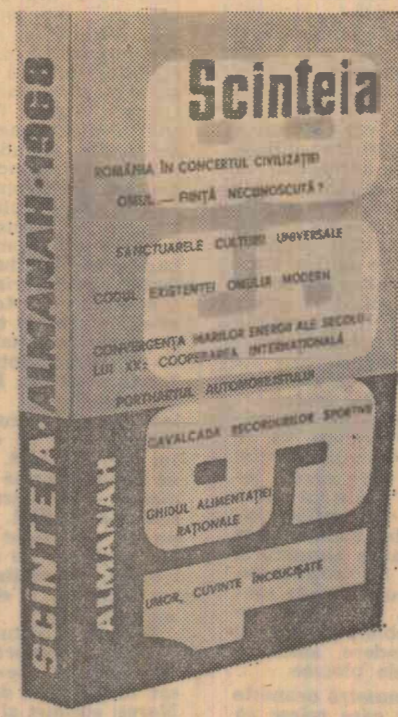 Scînteia
ROMÂNIA ÎN CONCERTUL CIVILIZAȚIEI
OMUL — FIINȚĂ NECUNOSCUTĂ?
SANCTUARELE CULTURII UNIVERSALE
CODUL EXISTENȚEI OMULUI MODERN
CONVERGENȚA MARILOR ENERGII ALE SECOLU-
LUI XX: COOPERAREA INTERNAȚIONALĂ
PORTHARTUL AUTOMOBILISTULUI
CAVALCADA RECORDURILOR SPORTIVE
GHIDUL ALIMENTAȚIEI
RAȚIONALE
UMOR, CUVINTE ÎNCRUCIȘATE
ALMANAH
1968
SCÎNTEIA·ALMANAH·1968